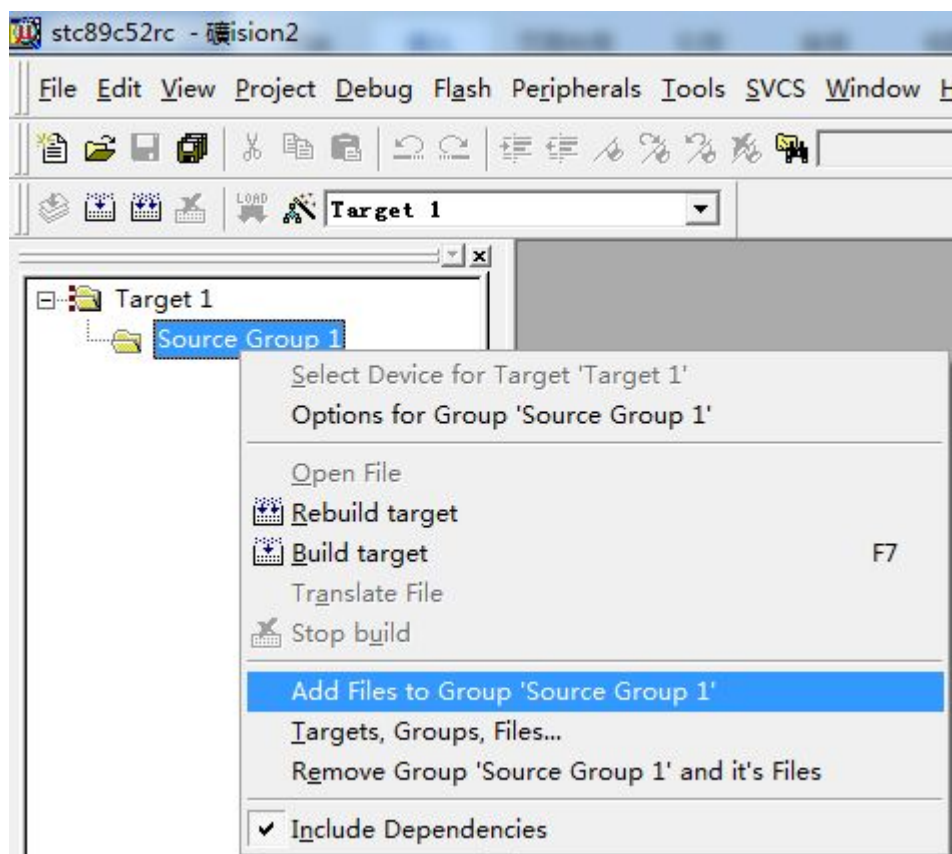 stc89c52rc - 礦ision2
File Edit View Project Debug Flash Peripherals Tools SVCS Window
LOAD Target 1
Target 1
Source Group 1
Select Device for Target 'Target 1'
Options for Group 'Source Group 1'
Open File
Rebuild target
Build target F7
Translate File
Stop build
Add Files to Group 'Source Group 1'
Targets, Groups, Files...
Remove Group 'Source Group 1' and it's Files
Include Dependencies